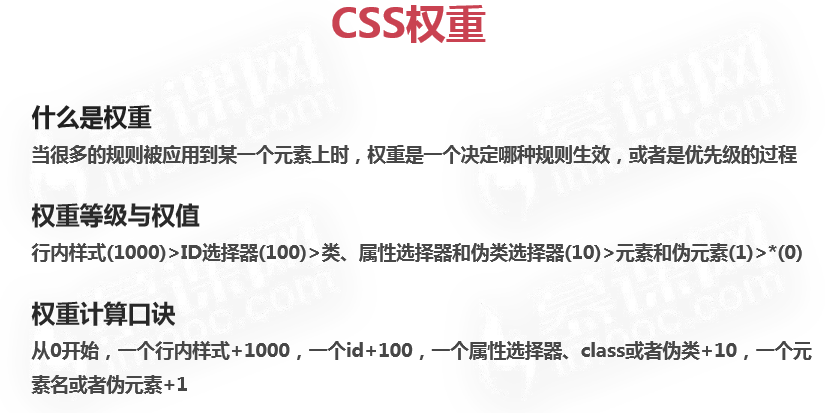 CSS权重
什么是权重
当很多的规则被应用到某一个元素上时，权重是一个决定哪种规则生效，或者是优先级的过程
权重等级与权值
行内样式(1000)>ID选择器(100)>类、属性选择器和伪类选择器(10)>元素和伪元素(1)>*(0)
权重计算口诀
从0开始，一个行内样式+1000，一个id+100，一个属性选择器、class或者伪类+10，一个元
素名或者伪元素+1